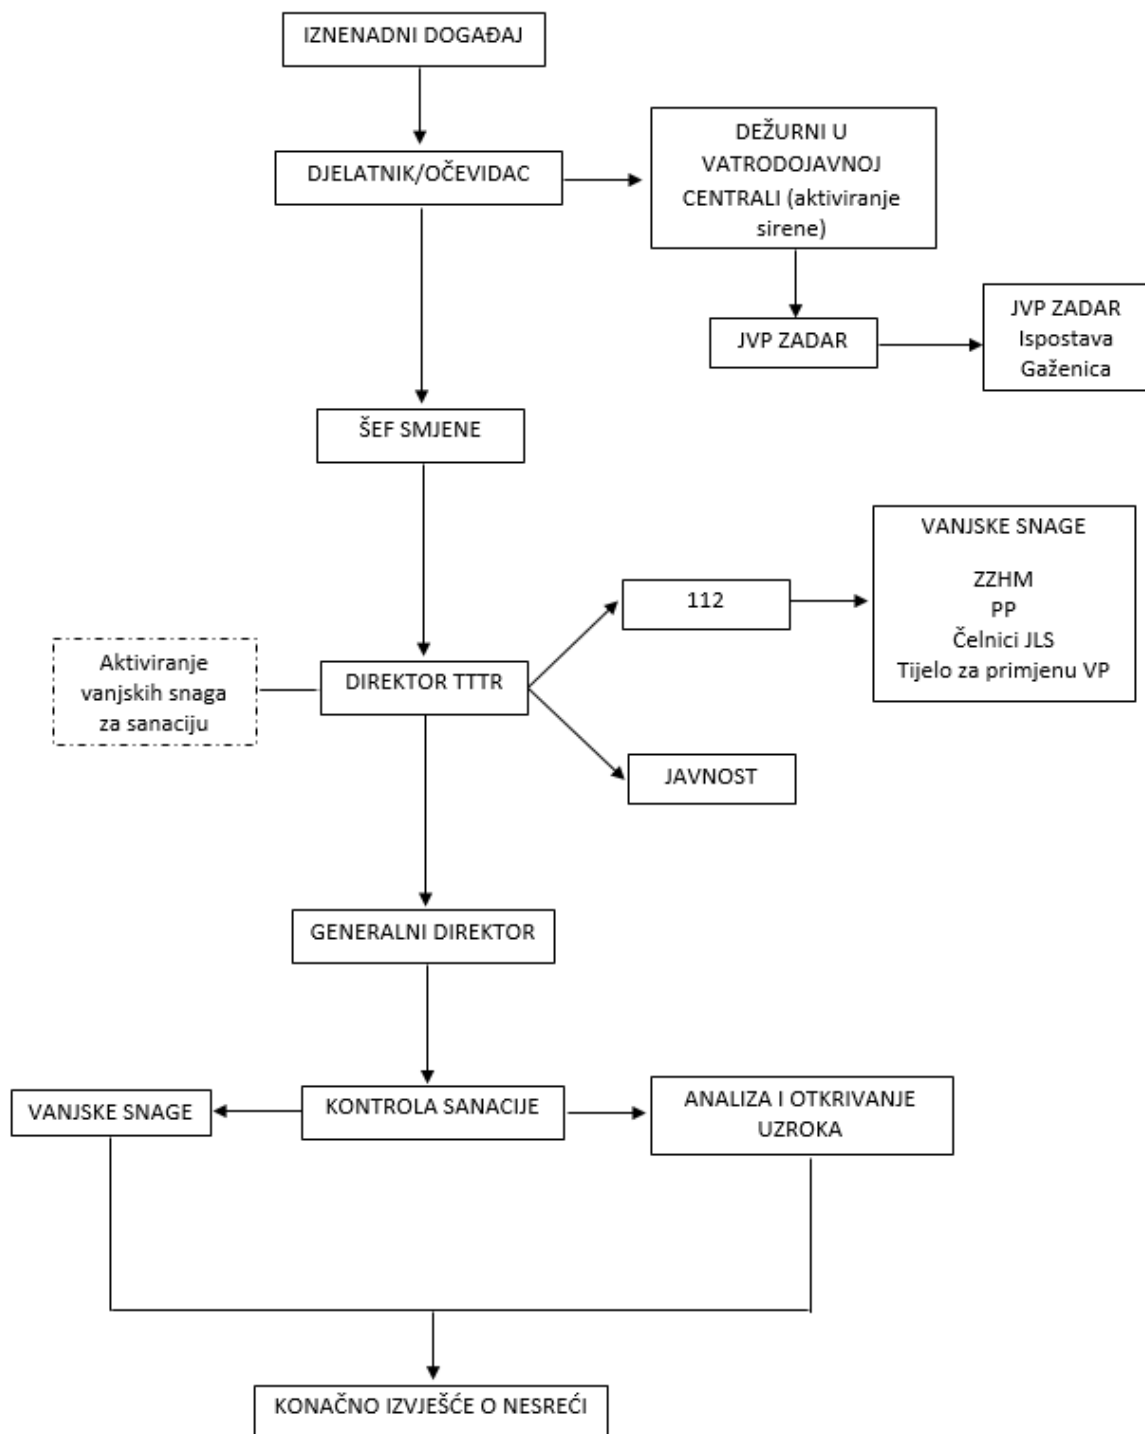 IZNENADNI DOGAĐAJ
DJELATNIK/OČEVIDAC
DEŽURNI U
VATRODOJAVNOJ
CENTRALI (aktiviranje
sirene)
JVP ZADAR
JVP ZADAR
Ispostava
Gaženica
ŠEF SMJENE
VANJSKE SNAGE
ZZHM
PP
Čelnici JLS
Tijelo za primjenu VP
112
Aktiviranje
vanjskih snaga
za sanaciju
DIREKTOR TTTR
JAVNOST
GENERALNI DIREKTOR
VANJSKE SNAGE
KONTROLA SANACIJE
ANALIZA I OTKRIVANJE
UZROKA
KONAČNO IZVJEŠĆE O NESREĆI